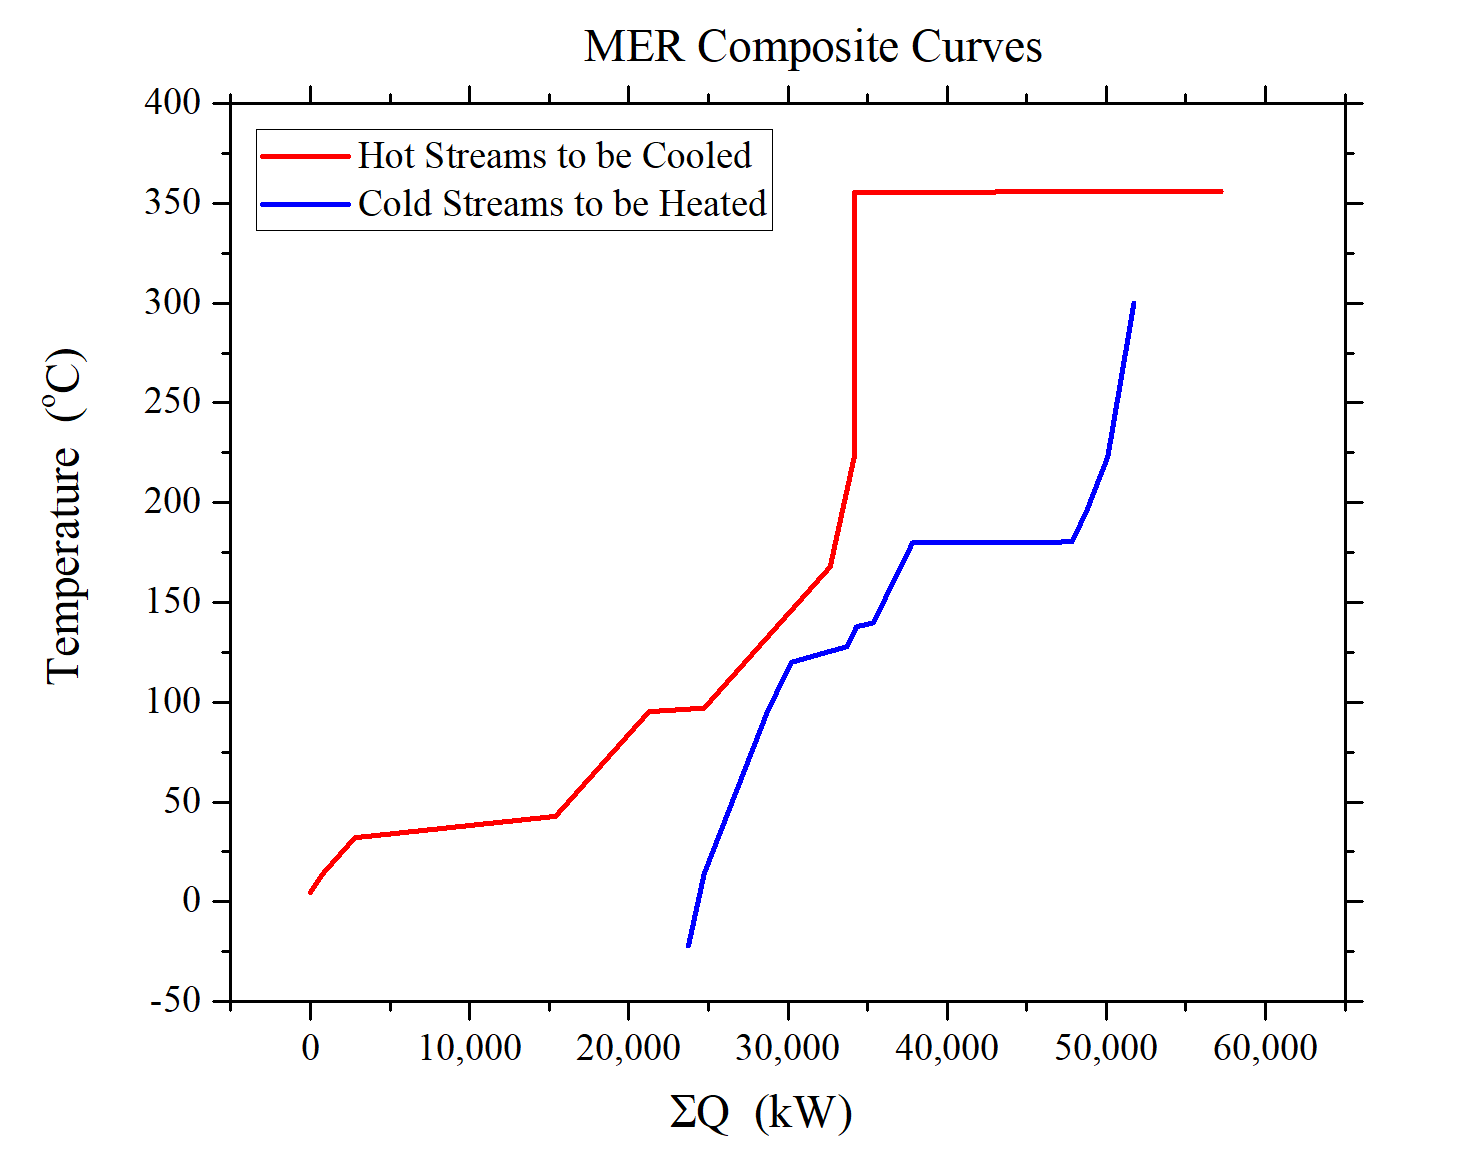 MER Composite Curves
Hot Streams to be Cooled
Cold Streams to be Heated
400
350
300
250
200
150
100
50
0
-50
Temperature (°C)
0 10,000 20,000 30,000 40,000 50,000 60,000
ΣQ (kW)